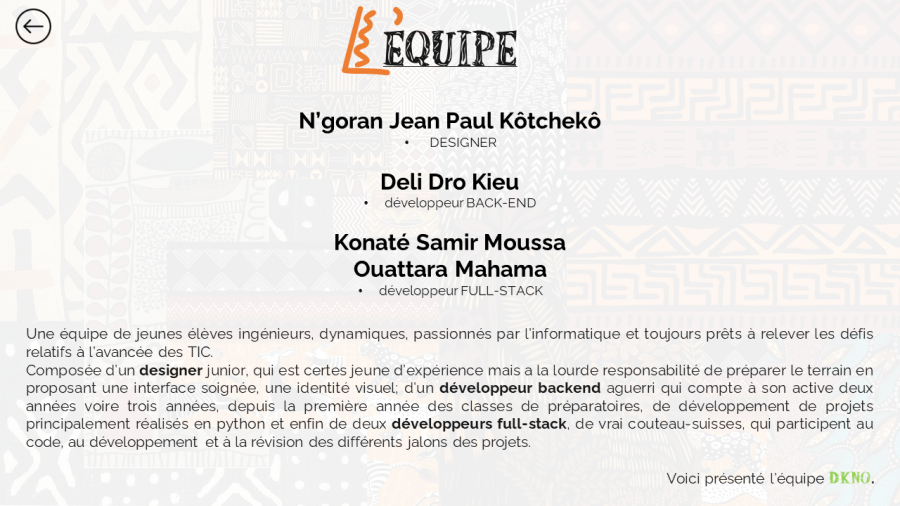 L'ÉQUIPE
N’goran Jean Paul Kôtchekô
• DESIGNER
Deli Dro Kieu
• développeur BACK-END
Konaté Samir Moussa
Ouattara Mahama
• développeur FULL-STACK
Une équipe de jeunes élèves ingénieurs, dynamiques, passionnés par l’informatique et toujours prêts à relever les défis
relatifs à l’avancée des TIC.
Composée d’un designer junior, qui est certes jeune d’expérience mais a la lourde responsabilité de préparer le terrain en
proposant une interface soignée, une identité visuel; d’un développeur backend aguerri qui compte à son active deux
années voire trois années, depuis la première année des classes de préparatoires, de développement de projets
principalement réalisés en python et enfin de deux développeurs full-stack, de vrai couteau-suisses, qui participent au
code, au développement et à la révision des différents jalons des projets.
Voici présenté l’équipe DKNO.